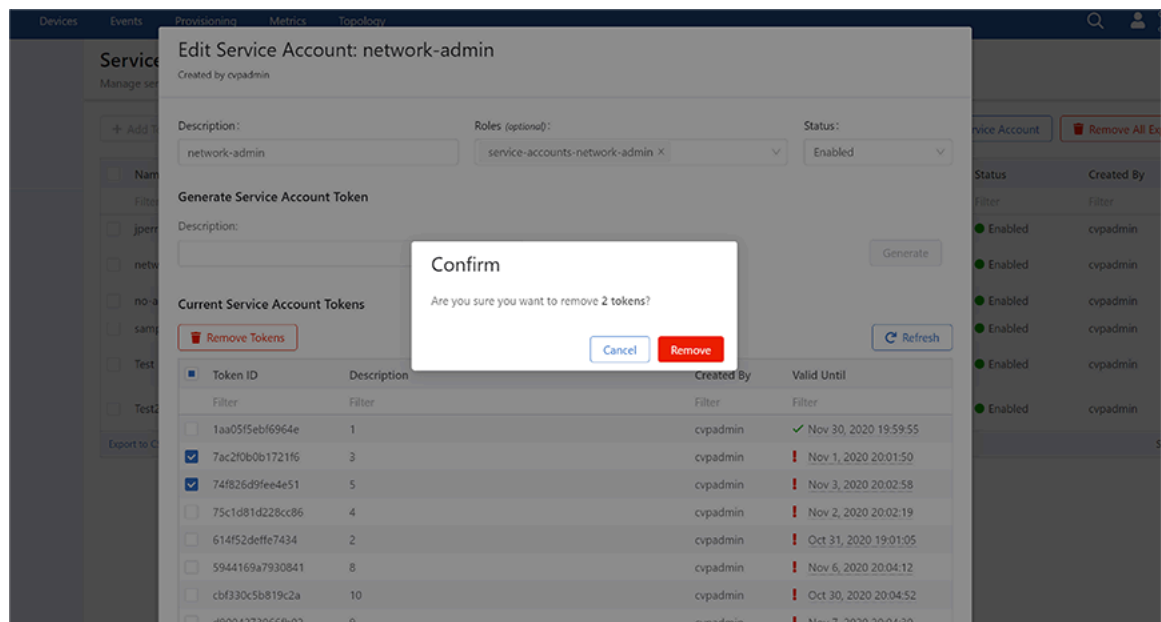 Devices Events Provisioning Metrics Topology
Edit Service Account: network-admin
Service
Created by cvpadmin
Manage ser
Description: Roles (optional): Status:
+ Add T
rvice Account Remove All Ex
network-admin service-accounts-network-admin × Enabled
Nam Status Created By
Generate Service Account Token
Filter Filter Filter
Description:
jperr Enabled cvpadmin
Generate
netw Enabled cvpadmin
Confirm
Are you sure you want to remove 2 tokens?
Cancel Remove
no-a Enabled cvpadmin
Current Service Account Tokens
samp Enabled cvpadmin
Remove Tokens Refresh
Test Enabled cvpadmin
Token ID Description Created By Valid Until
Filter Filter Filter Filter
Test2 Enabled cvpadmin
1aa05f5ebf6964e 1 cvpadmin Nov 30, 2020 19:59:55
Export to C
7ac2f0b0b1721f6 3 cvpadmin ! Nov 1, 2020 20:01:50
74f826d9fee4e51 5 cvpadmin ! Nov 3, 2020 20:02:58
75c1d81d228cc86 4 cvpadmin ! Nov 2, 2020 20:02:19
614f52deffe7434 2 cvpadmin ! Oct 31, 2020 19:01:05
5944169a7930841 8 cvpadmin ! Nov 6, 2020 20:04:12
cbf330c5b819c2a 10 cvpadmin ! Oct 30, 2020 20:04:52